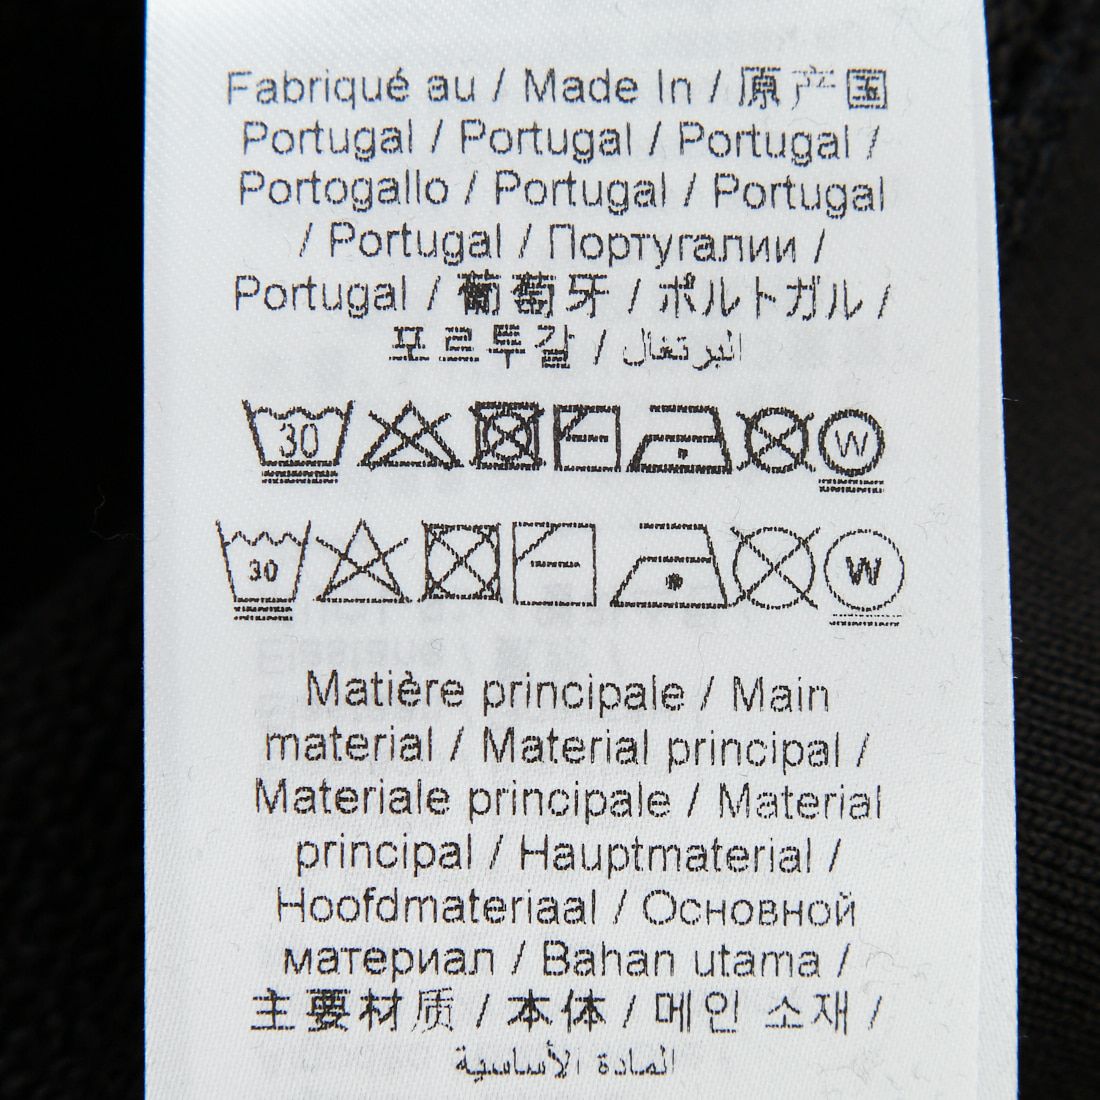 Fabriqué au / Made In / 原产国
Portugal / Portugal / Portugal /
Portogallo / Portugal / Portugal
/ Portugal / Португалии /
Portugal / 葡萄牙 / ポルトガル /
포르투갈 / البرتغال
30 W
30 W
Matière principale / Main
material / Material principal /
Materiale principale / Material
principal / Hauptmaterial /
Hoofdmateriaal / Основной
материал / Bahan utama /
主要材质 / 本体 / 메인 소재 /
المادة الأساسية